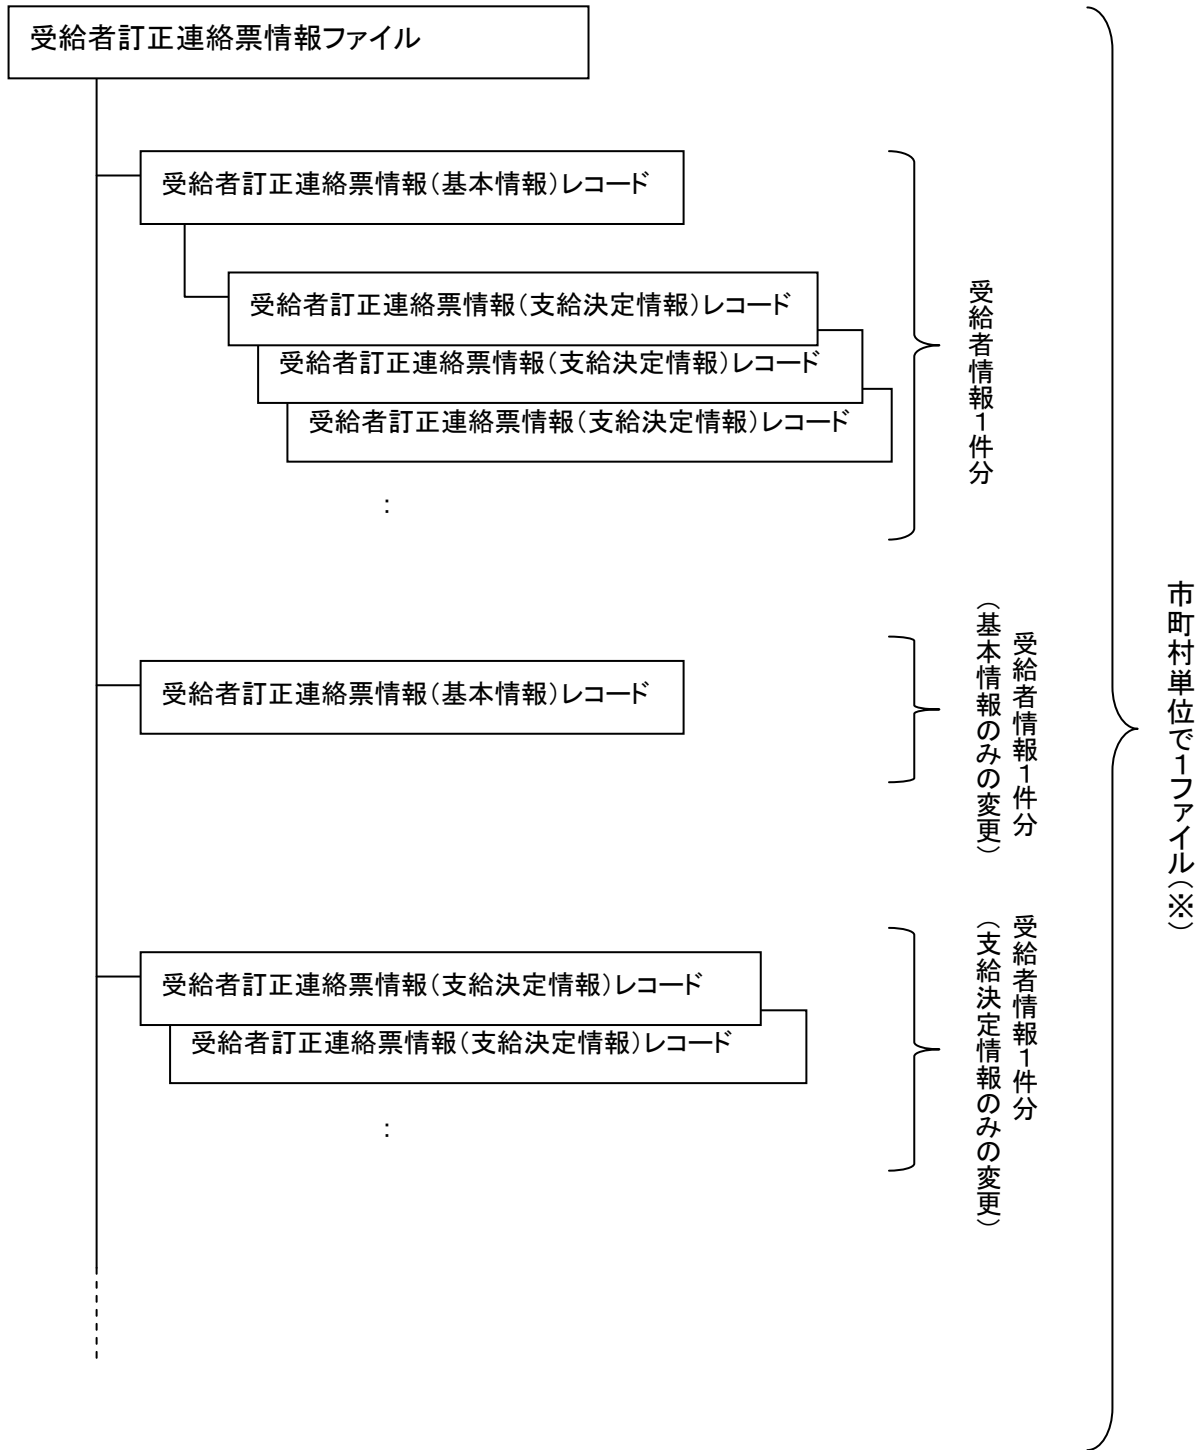 受給者訂正連絡票情報ファイル
受給者訂正連絡票情報(基本情報)レコード
受給者訂正連絡票情報(支給決定情報)レコード
受給者訂正連絡票情報(支給決定情報)レコード
受給者訂正連絡票情報(支給決定情報)レコード
:
受給者情報1件分
受給者訂正連絡票情報(基本情報)レコード
受給者情報1件分
(基本情報のみの変更)
受給者訂正連絡票情報(支給決定情報)レコード
受給者訂正連絡票情報(支給決定情報)レコード
:
受給者情報1件分
(支給決定情報のみの変更)
市町村単位で1ファイル(※)